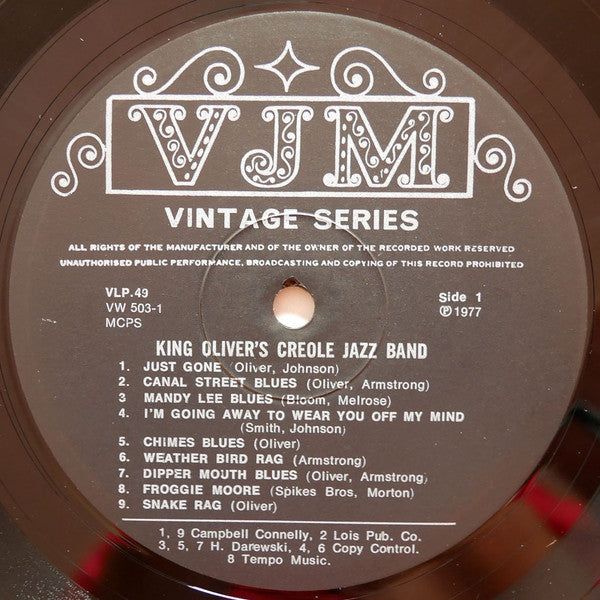 VJM
VINTAGE SERIES
ALL RIGHTS OF THE MANUFACTURER AND OF THE OWNER OF THE RECORDED WORK RESERVED
UNAUTHORISED PUBLIC PERFORMANCE, BROADCASTING AND COPYING OF THIS RECORD PROHIBITED
VLP.49
VW 503-1
MCPS
Side 1
℗1977
KING OLIVER'S CREOLE JAZZ BAND
1. JUST GONE (Oliver, Johnson)
2. CANAL STREET BLUES (Oliver, Armstrong)
3 MANDY LEE BLUES (Bloom, Melrose)
4. I'M GOING AWAY TO WEAR YOU OFF MY MIND
(Smith, Johnson)
5. CHIMES BLUES (Oliver)
6. WEATHER BIRD RAG (Armstrong)
7. DIPPER MOUTH BLUES (Oliver, Armstrong)
8. FROGGIE MOORE (Spikes Bros, Morton)
9. SNAKE RAG (Oliver)
1, 9 Campbell Connelly, 2 Lois Pub. Co.
3, 5, 7 H. Darewski, 4, 6 Copy Control.
8 Tempo Music.